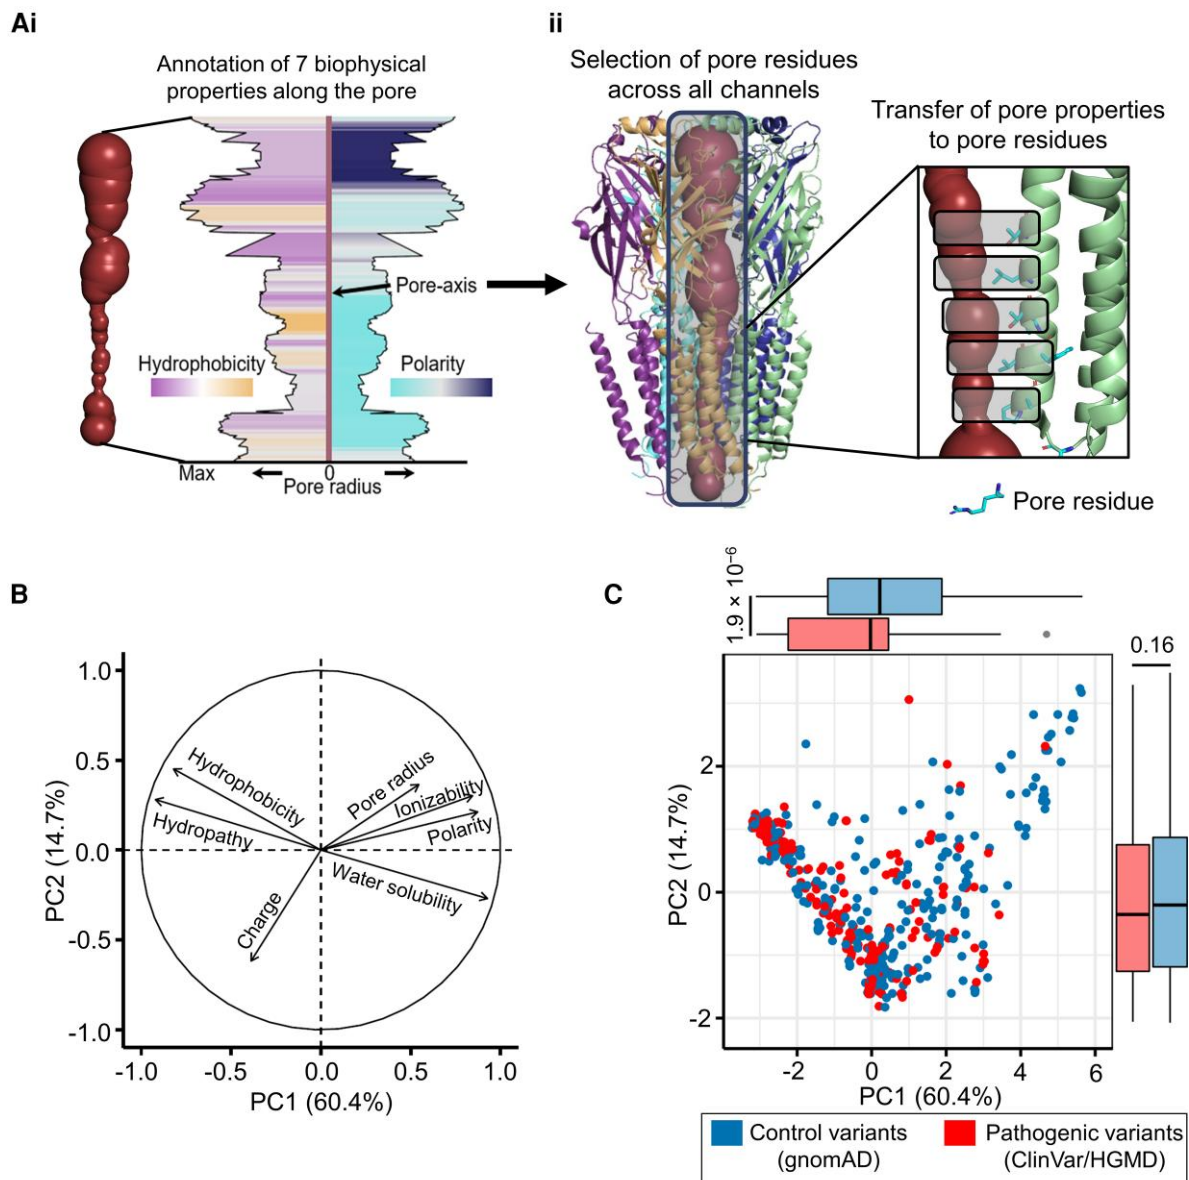 Ai
Annotation of 7 biophysical
properties along the pore
Pore-axis
Hydrophobicity
Polarity
Max
0
Pore radius
ii
Selection of pore residues
across all channels
Transfer of pore properties
to pore residues
Pore residue
B
1.0
0.5
0.0
-0.5
-1.0
PC2 (14.7%)
Hydrophobicity
Hydropathy
Pore radius
Ionizability
Polarity
Water solubility
Charge
-1.0
-0.5
0.0
0.5
1.0
PC1 (60.4%)
C
1.9 × 10⁻⁶
0.16
PC2 (14.7%)
2
0
-2
-2
0
2
4
6
PC1 (60.4%)
Control variants
(gnomAD)
Pathogenic variants
(ClinVar/HGMD)